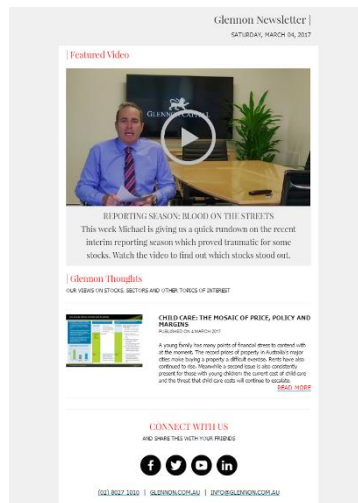 Glennon Newsletter |
SATURDAY, MARCH 04, 2017
| Featured Video
GLENNON CAPITAL
REPORTING SEASON: BLOOD ON THE STREETS
This week Michael is giving us a quick rundown on the recent
interim reporting season which proved traumatic for some
stocks. Watch the video to find out which stocks stood out.
| Glennon Thoughts
OUR VIEWS ON STOCKS, SECTORS AND OTHER TOPICS OF INTEREST
CHILD CARE: THE MOSAIC OF PRICE, POLICY AND
MARGINS
PUBLISHED ON 4 MARCH 2017
A young family has many points of financial stress to contend with
at the moment. The record prices of property in Australia's major
cities make buying a property a difficult exercise. Rents have also
continued to rise. Meanwhile a second issue is also consistently
present for those with young children: the current cost of child care
and the threat that child care costs will continue to escalate.
READ MORE
CONNECT WITH US
AND SHARE THIS WITH YOUR FRIENDS
(02) 8027 1010 | GLENNON.COM.AU | INFO@GLENNON.COM.AU